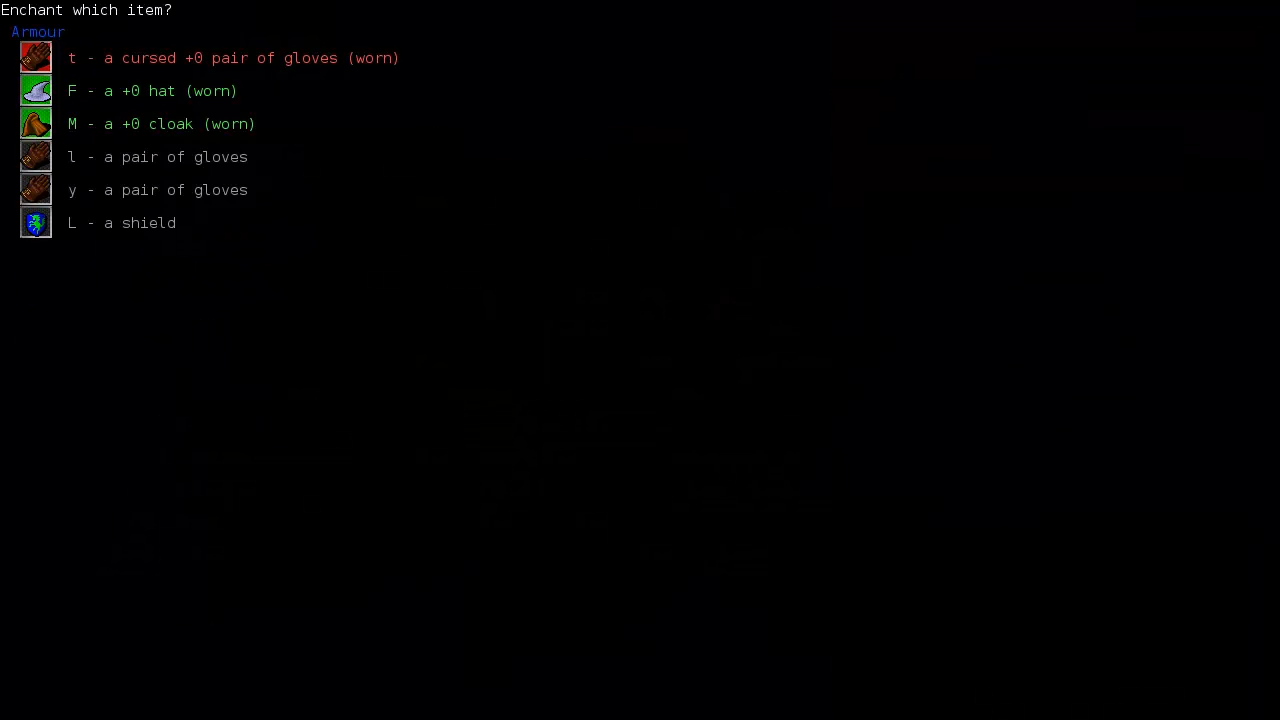 Enchant which item?
Armour
t - a cursed +0 pair of gloves (worn)
F - a +0 hat (worn)
M - a +0 cloak (worn)
l - a pair of gloves
y - a pair of gloves
L - a shield